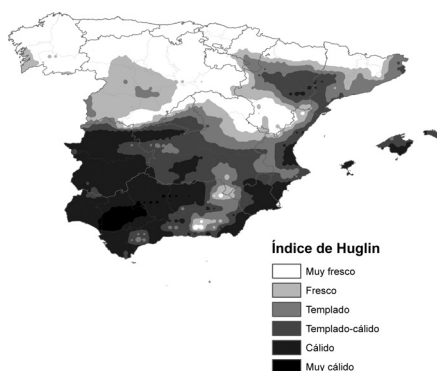 Índice de Huglin
Muy fresco
Fresco
Templado
Templado-cálido
Cálido
Muy cálido